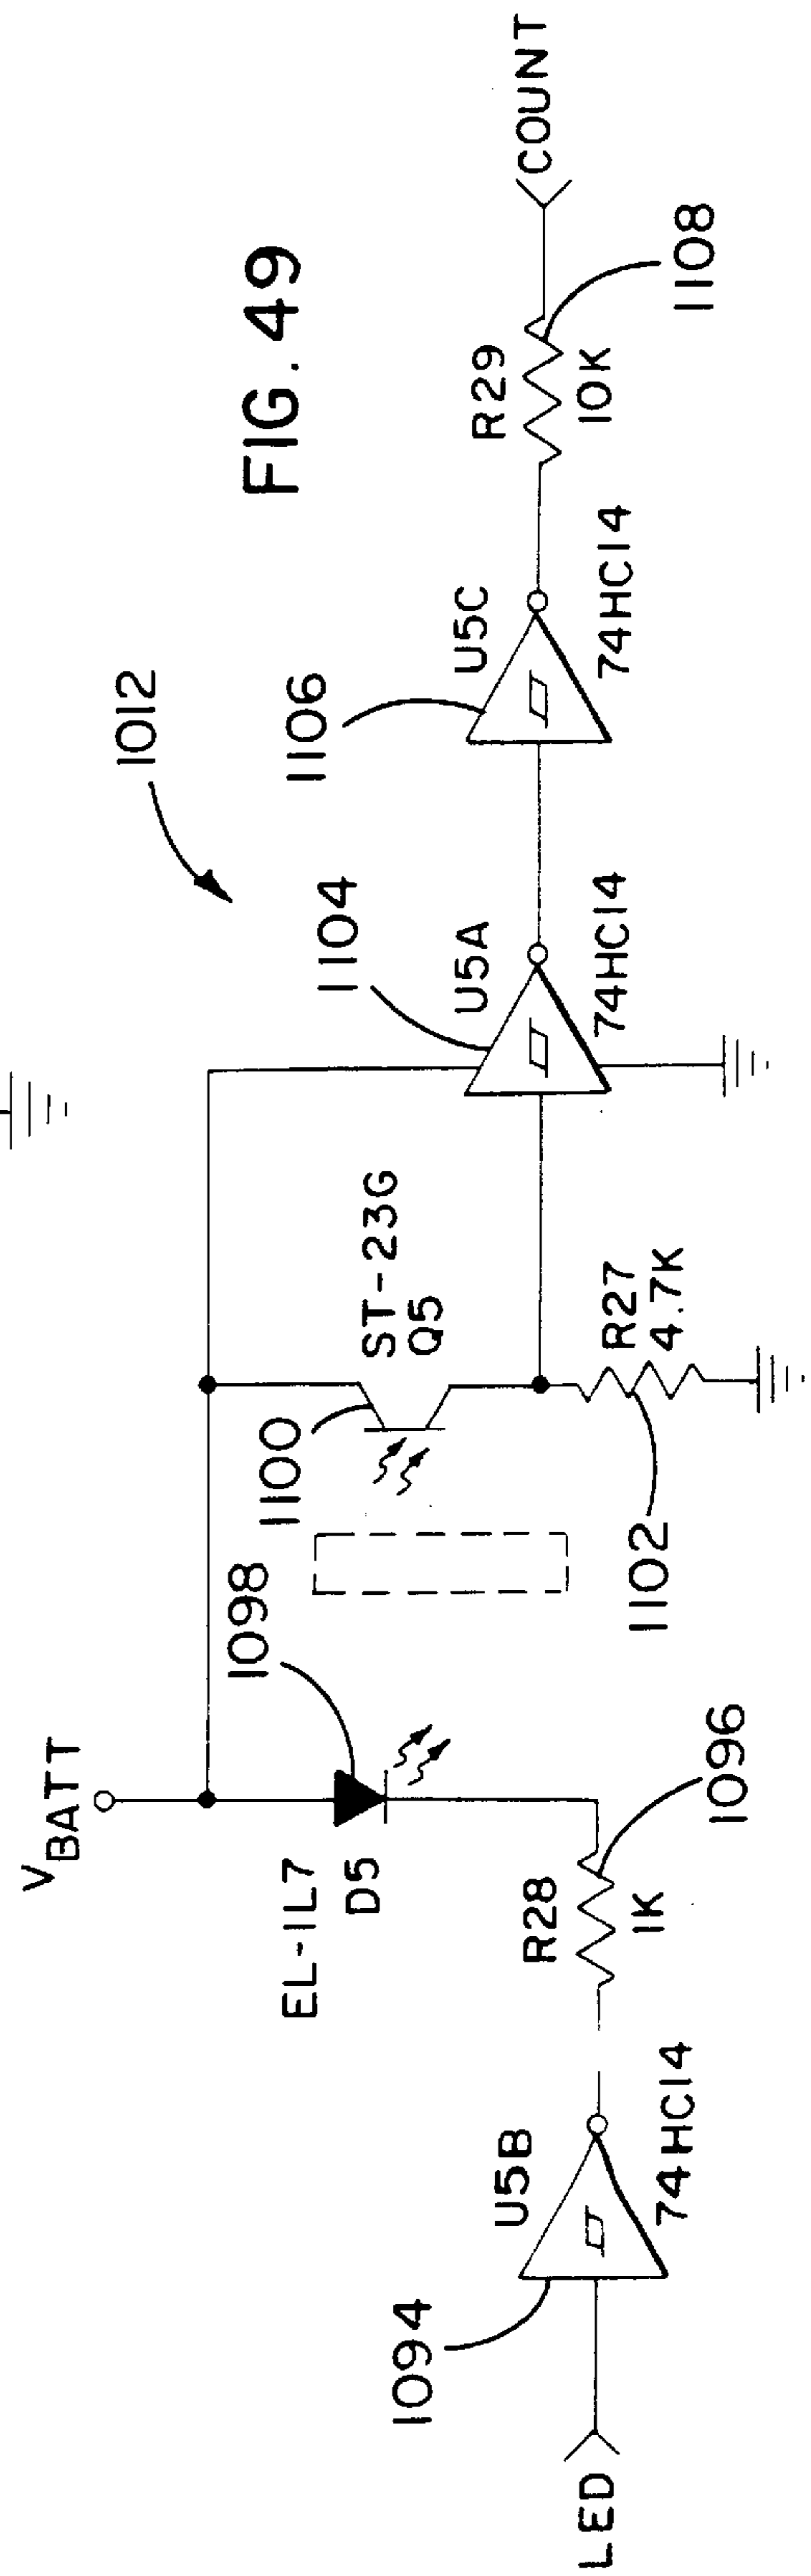 FIG. 49
1012
VBATT
1098
EL-1L7
D5
1100
ST-23G
Q5
1104
U5A
74HC14
1106
U5C
74HC14
R29
10K
1108
COUNT
R27
4.7K
1102
R28
1K
1096
U5B
74HC14
1094
LED